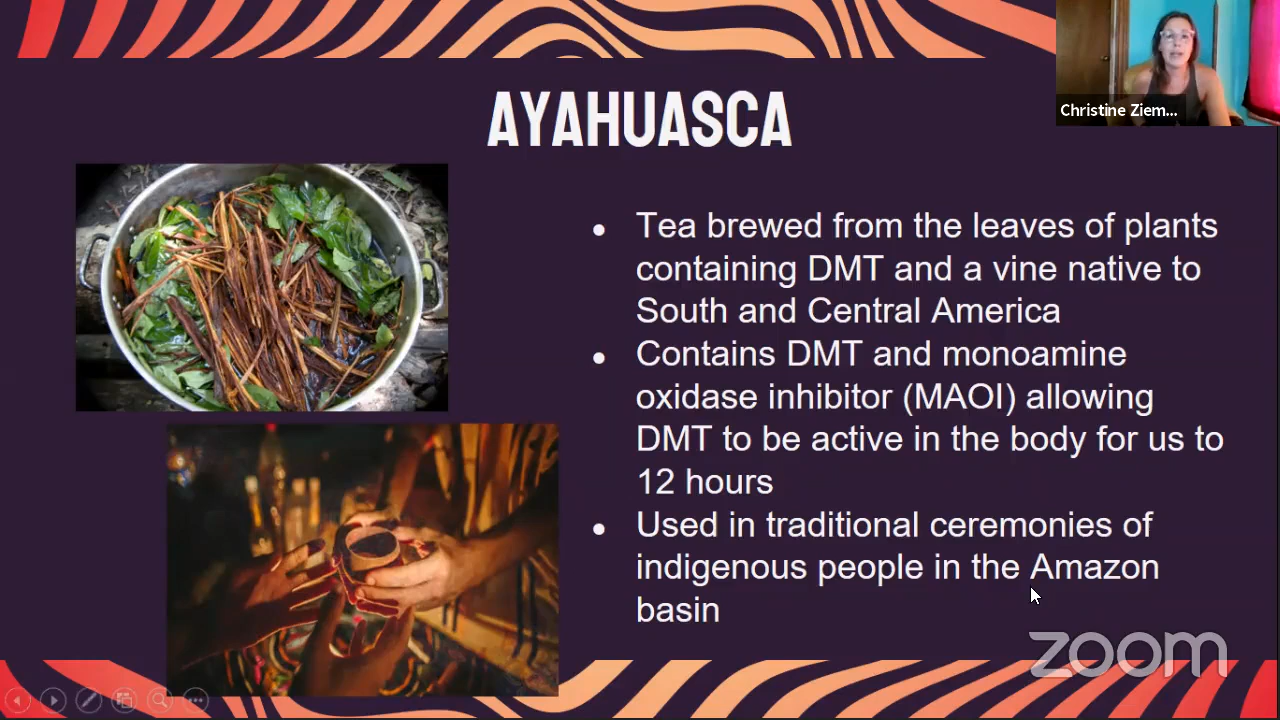 AYAHUASCA
Christine Ziem...
● Tea brewed from the leaves of plants
containing DMT and a vine native to
South and Central America
● Contains DMT and monoamine
oxidase inhibitor (MAOI) allowing
DMT to be active in the body for us to
12 hours
● Used in traditional ceremonies of
indigenous people in the Amazon
basin
zoom